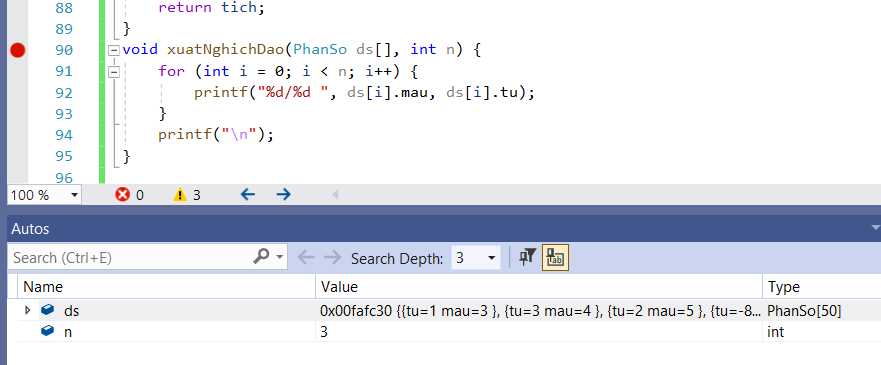 88 return tich;
89 }
90 void xuatNghichDao(PhanSo ds[], int n) {
91 for (int i = 0; i < n; i++) {
92 printf("%d/%d ", ds[i].mau, ds[i].tu);
93 }
94 printf("\n");
95 }
96
100 % 0 3
Autos
Search (Ctrl+E) Search Depth: 3
Name Value Type
ds 0x00fafc30 {{tu=1 mau=3 }, {tu=3 mau=4 }, {tu=2 mau=5 }, {tu=-8... PhanSo[50]
n 3 int